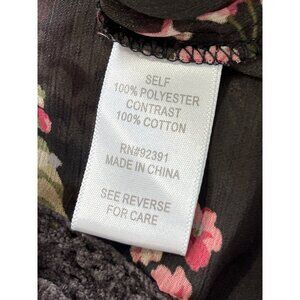 SELF
100% POLYESTER
CONTRAST
100% COTTON
RN#92391
MADE IN CHINA
SEE REVERSE
FOR CARE